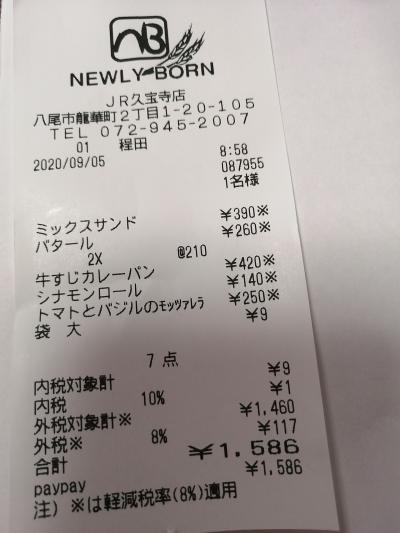 NB
NEWLY BORN
JR久宝寺店
八尾市龍華町2丁目1-20-105
TEL 072-945-2007
01 程田
2020/09/05 8:58
087955
1名様
ミックスサンド ¥390※
バタール ¥260※
2X @210
牛すじカレーパン ¥420※
シナモンロール ¥140※
トマトとバジルのﾓｯﾂｧﾚﾗ ¥250※
袋 大 ¥9
7点
内税対象計 ¥9
内税 10% ¥1
外税対象計※ ¥1,460
外税※ 8% ¥117
合計 ¥1,586
paypay ¥1,586
注) ※は軽減税率(8%)適用